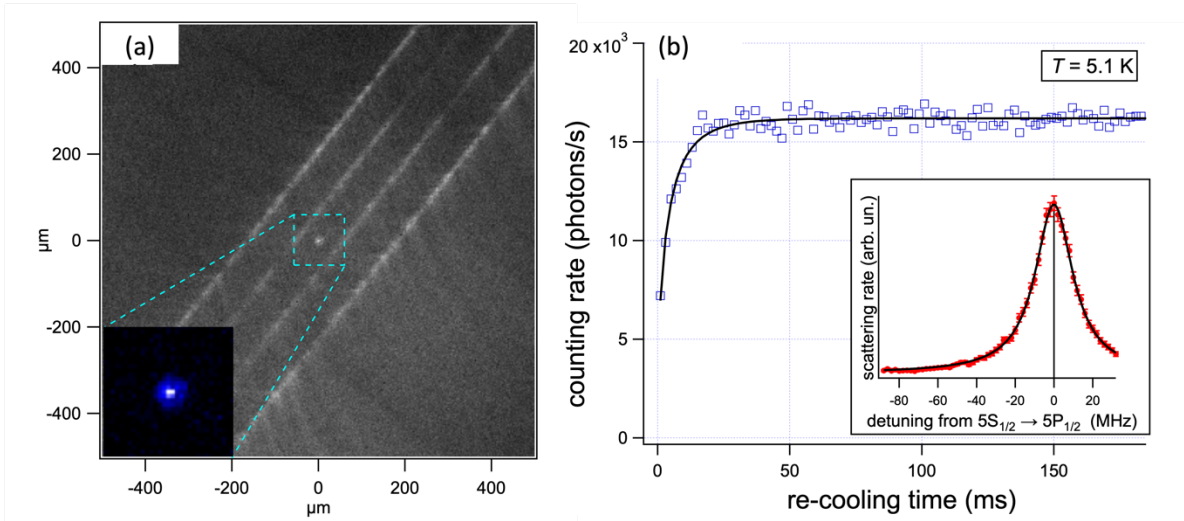 (a)
400
200
0
-200
-400
µm
-400 -200 0 200 400
µm
(b)
20 x10³
15
10
5
0
counting rate (photons/s)
T = 5.1 K
0 50 100 150
re-cooling time (ms)
scattering rate (arb. un.)
-80 -60 -40 -20 0 20
detuning from 5S₁/₂ → 5P₁/₂ (MHz)